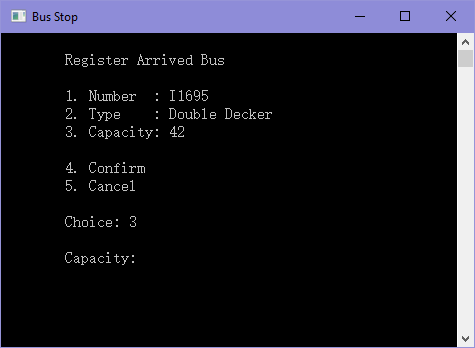 Bus Stop
Register Arrived Bus
1. Number  : I1695
2. Type    : Double Decker
3. Capacity: 42
4. Confirm
5. Cancel
Choice: 3
Capacity: